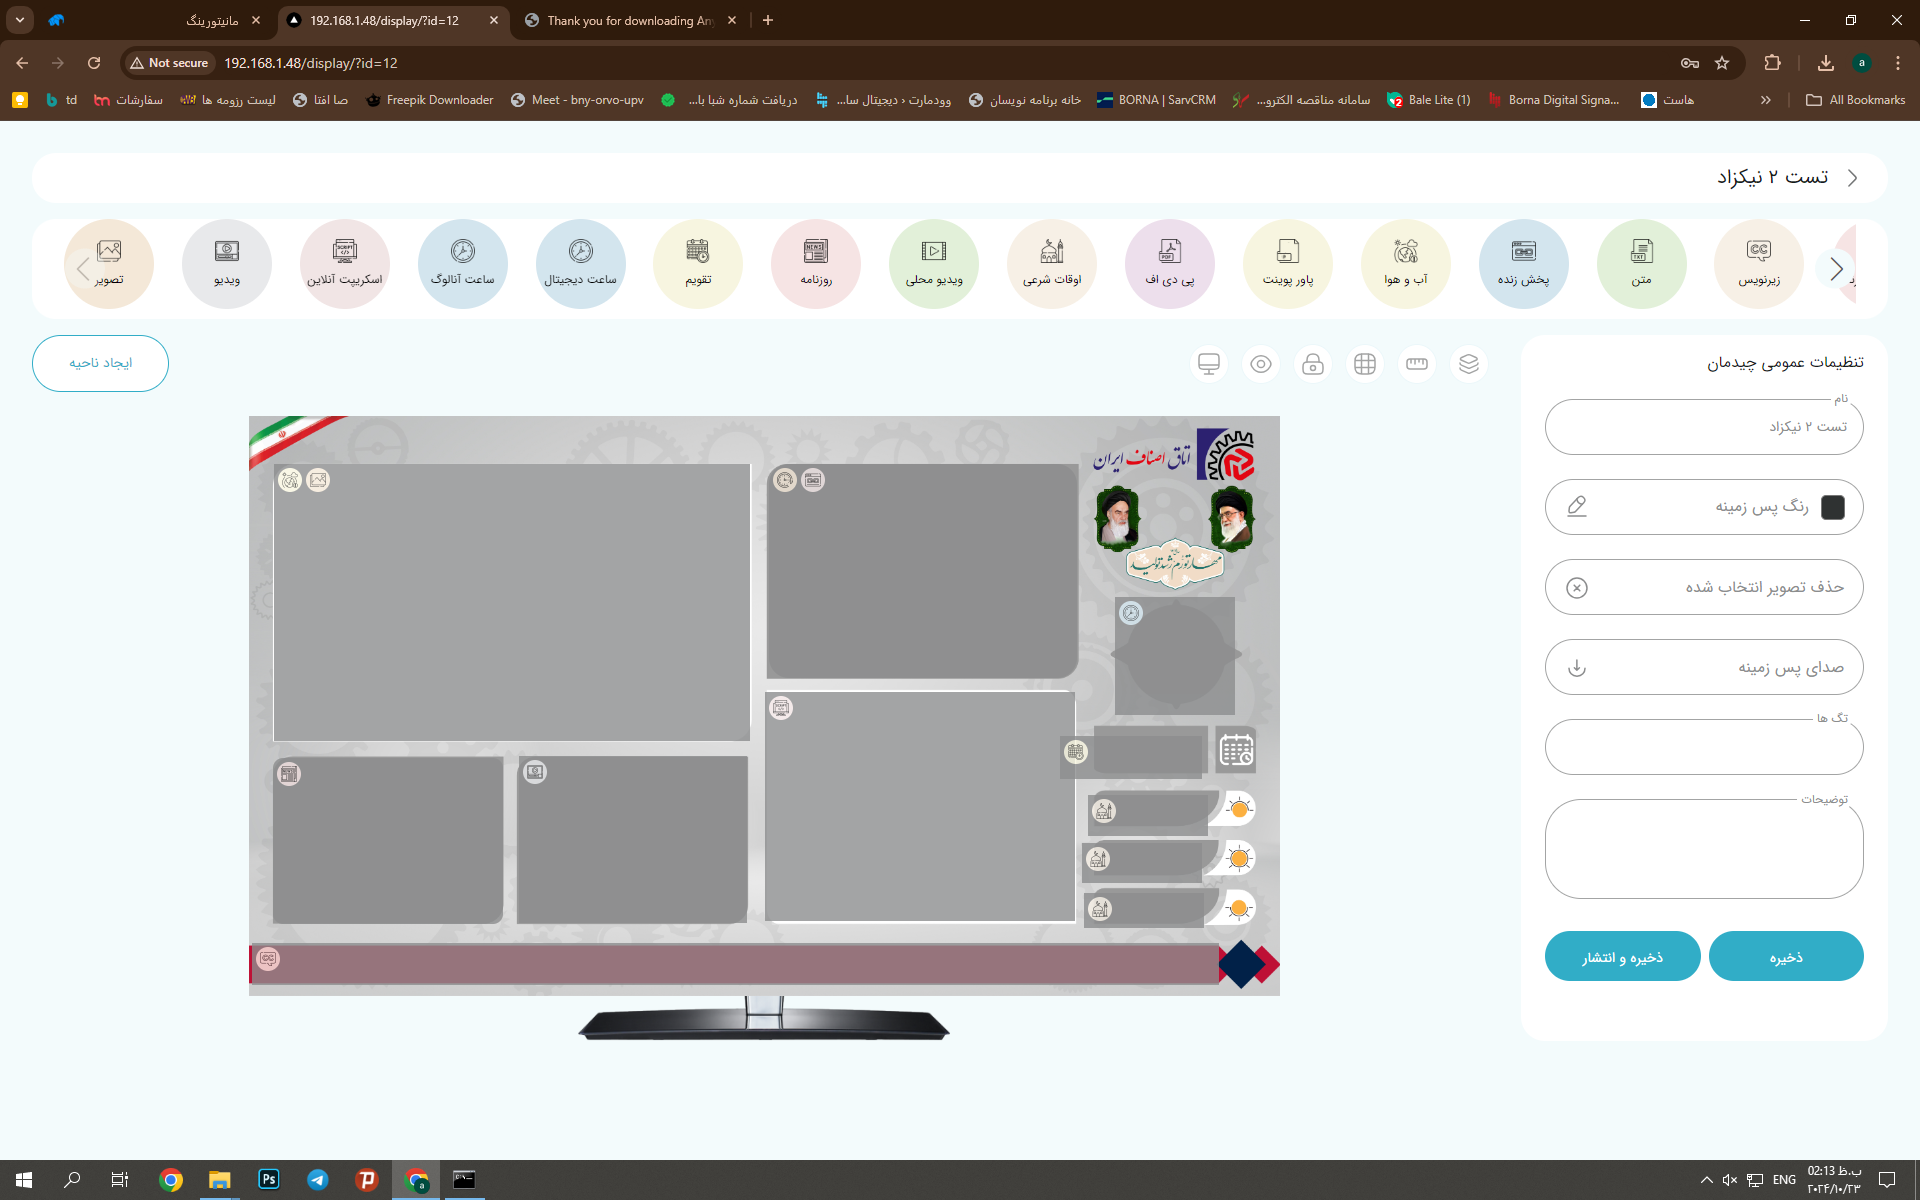 مانیتورینگ
192.168.1.48/display/?id=12
Thank you for downloading Any
Not secure
192.168.1.48/display/?id=12
a
td
سفارشات
لیست رزومه ها
صا افتا
Freepik Downloader
Meet - bny-orvo-upv
دریافت شماره شبا با...
وودمارت › دیجیتال سا...
خانه برنامه نویسان
BORNA | SarvCRM
سامانه مناقصه الکترو...
Bale Lite (1)
Borna Digital Signa...
هاست
All Bookmarks
تست ۲ نیکزاد
زیرنویس
متن
پخش زنده
آب و هوا
پاور پوینت
پی دی اف
اوقات شرعی
ویدیو محلی
روزنامه
تقویم
ساعت دیجیتال
ساعت آنالوگ
اسکریپت آنلاین
ویدیو
تصویر
ایجاد ناحیه
تنظیمات عمومی چیدمان
نام
تست ۲ نیکزاد
رنگ پس زمینه
حذف تصویر انتخاب شده
صدای پس زمینه
تگ ها
توضیحات
ذخیره
ذخیره و انتشار
اتاق اصناف ایران
مهار تورم رشد تولید
ENG
02:13 ب.ظ
۲۰۲۴/۱۰/۲۳